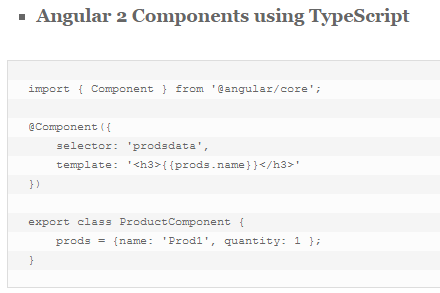 Angular 2 Components using TypeScript
import { Component } from '@angular/core';
@Component({
selector: 'prodsdata',
template: '<h3>{{prods.name}}</h3>'
})
export class ProductComponent {
prods = {name: 'Prod1', quantity: 1 };
}